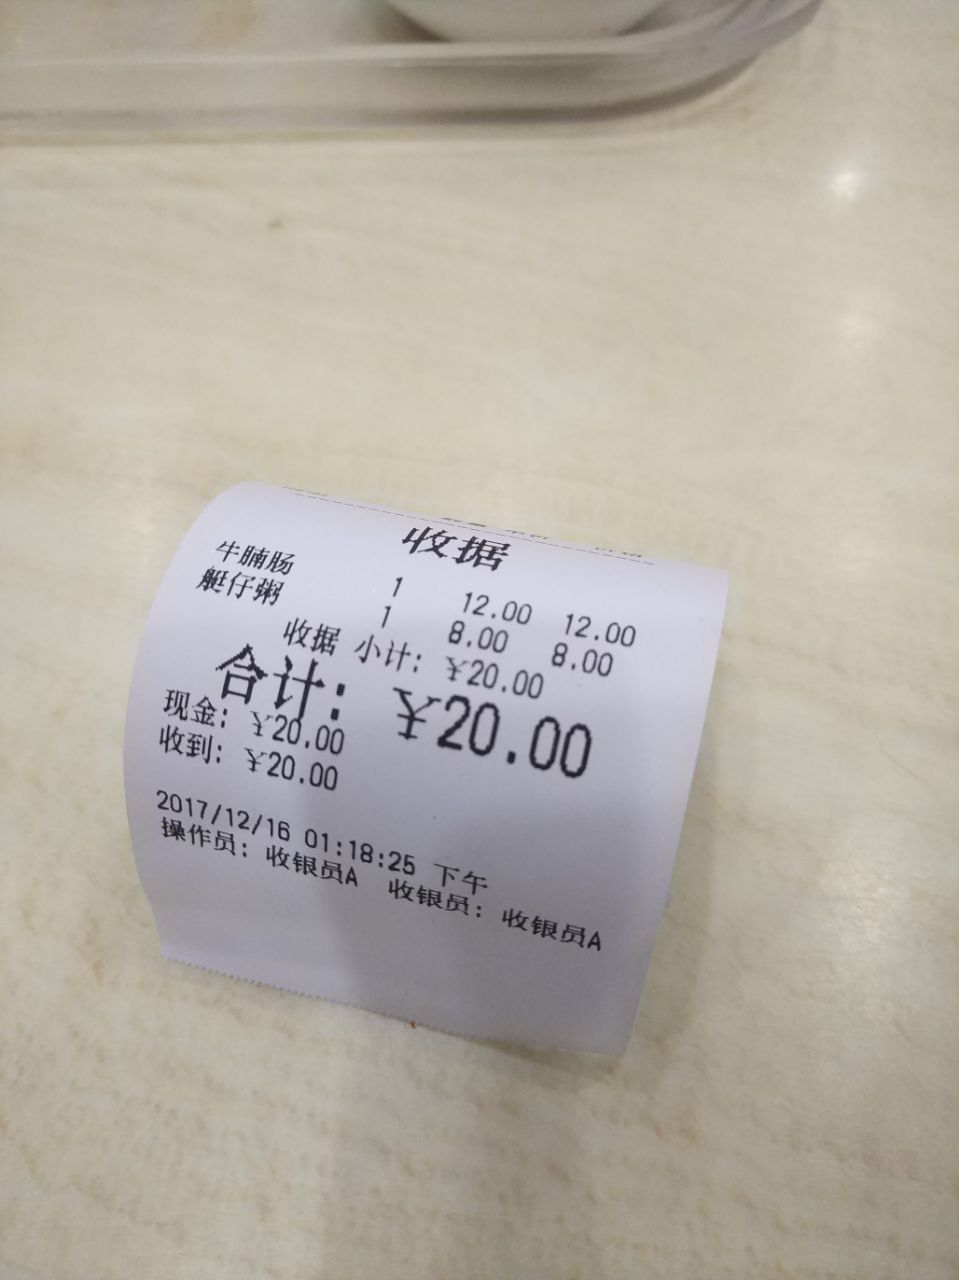 收据
牛腩肠 1 12.00 12.00
艇仔粥 1 8.00 8.00
收据 小计: ¥20.00
合计: ¥20.00
现金: ¥20.00
收到: ¥20.00
2017/12/16 01:18:25 下午
操作员: 收银员A 收银员: 收银员A